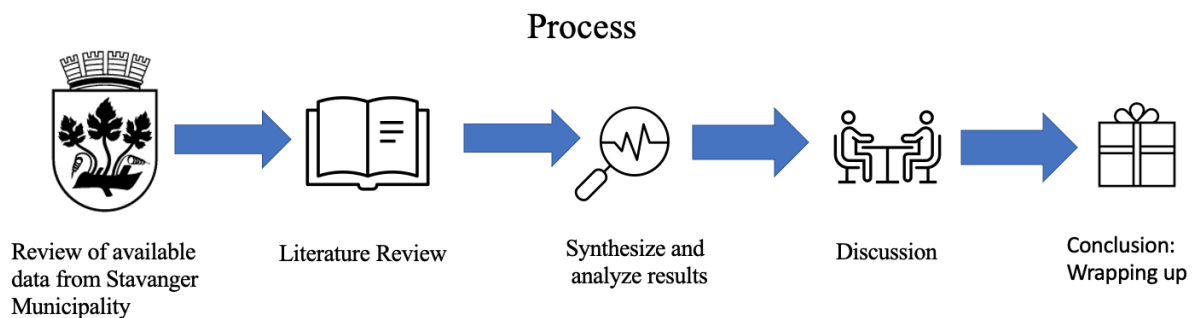 Process
Review of available
data from Stavanger
Municipality
Literature Review
Synthesize and
analyze results
Discussion
Conclusion:
Wrapping up